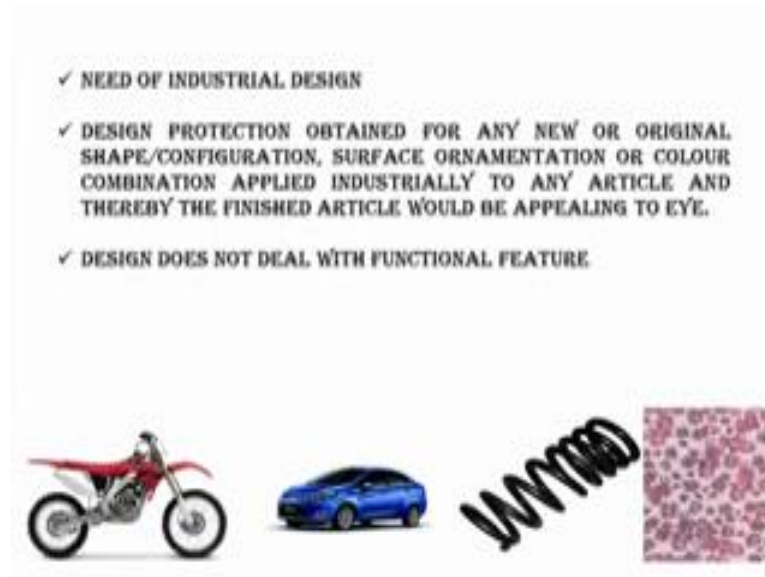 ✓ NEED OF INDUSTRIAL DESIGN
✓ DESIGN PROTECTION OBTAINED FOR ANY NEW OR ORIGINAL
SHAPE/CONFIGURATION, SURFACE ORNAMENTATION OR COLOUR
COMBINATION APPLIED INDUSTRIALLY TO ANY ARTICLE AND
THEREBY THE FINISHED ARTICLE WOULD BE APPEALING TO EYE.
✓ DESIGN DOES NOT DEAL WITH FUNCTIONAL FEATURE